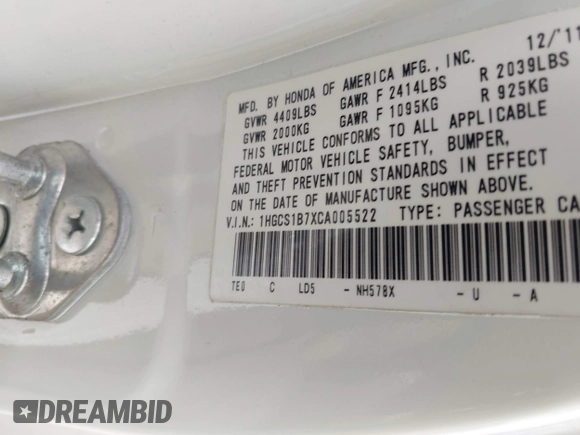 12/'11
MFD. BY HONDA OF AMERICA MFG., INC.
GVWR 4409LBS GAWR F 2414LBS R 2039LBS
GVWR 2000KG GAWR F 1095KG R 925KG
THIS VEHICLE CONFORMS TO ALL APPLICABLE
FEDERAL MOTOR VEHICLE SAFETY, BUMPER,
AND THEFT PREVENTION STANDARDS IN EFFECT
ON THE DATE OF MANUFACTURE SHOWN ABOVE.
V.I.N.: 1HGCS1B7XCA005522 TYPE: PASSENGER CA
TE0 C LD5 - NH578X - U - A
DREAMBID